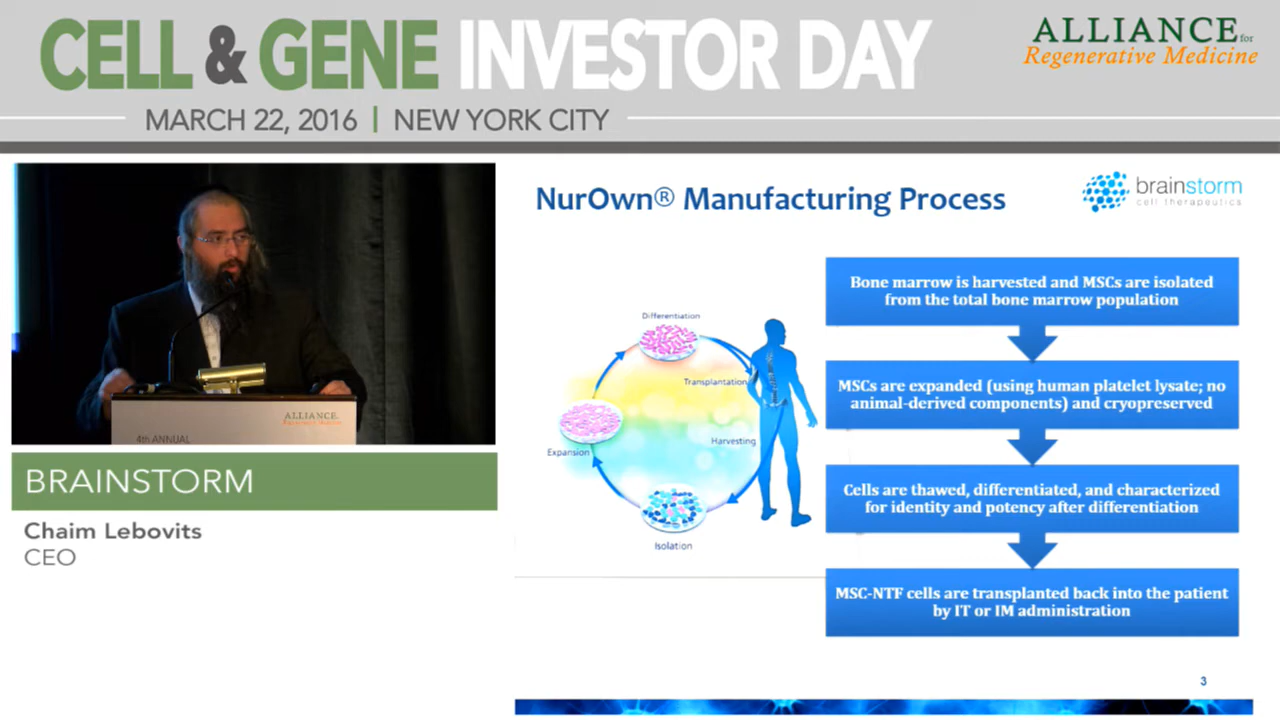 CELL & GENE INVESTOR DAY
MARCH 22, 2016 | NEW YORK CITY
ALLIANCE for
Regenerative Medicine
ALLIANCE
Regenerative Medicine
4th ANNUAL
BRAINSTORM
Chaim Lebovits
CEO
NurOwn® Manufacturing Process
brainstorm
cell therapeutics
Differentiation
Transplantation
Harvesting
Expansion
Isolation
Bone marrow is harvested and MSCs are isolated
from the total bone marrow population
MSCs are expanded (using human platelet lysate; no
animal-derived components) and cryopreserved
Cells are thawed, differentiated, and characterized
for identity and potency after differentiation
MSC-NTF cells are transplanted back into the patient
by IT or IM administration
3